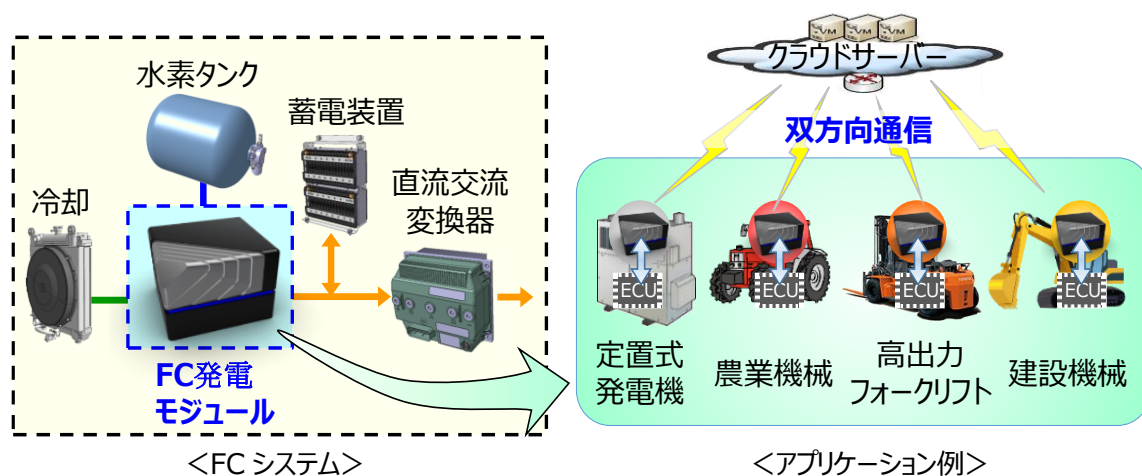 水素タンク
蓄電装置
冷却
直流交流
変換器
FC発電
モジュール
<FC システム>
VM
クラウドサーバー
双方向通信
ECU
ECU
ECU
ECU
定置式
発電機
農業機械
高出力
フォークリフト
建設機械
<アプリケーション例>